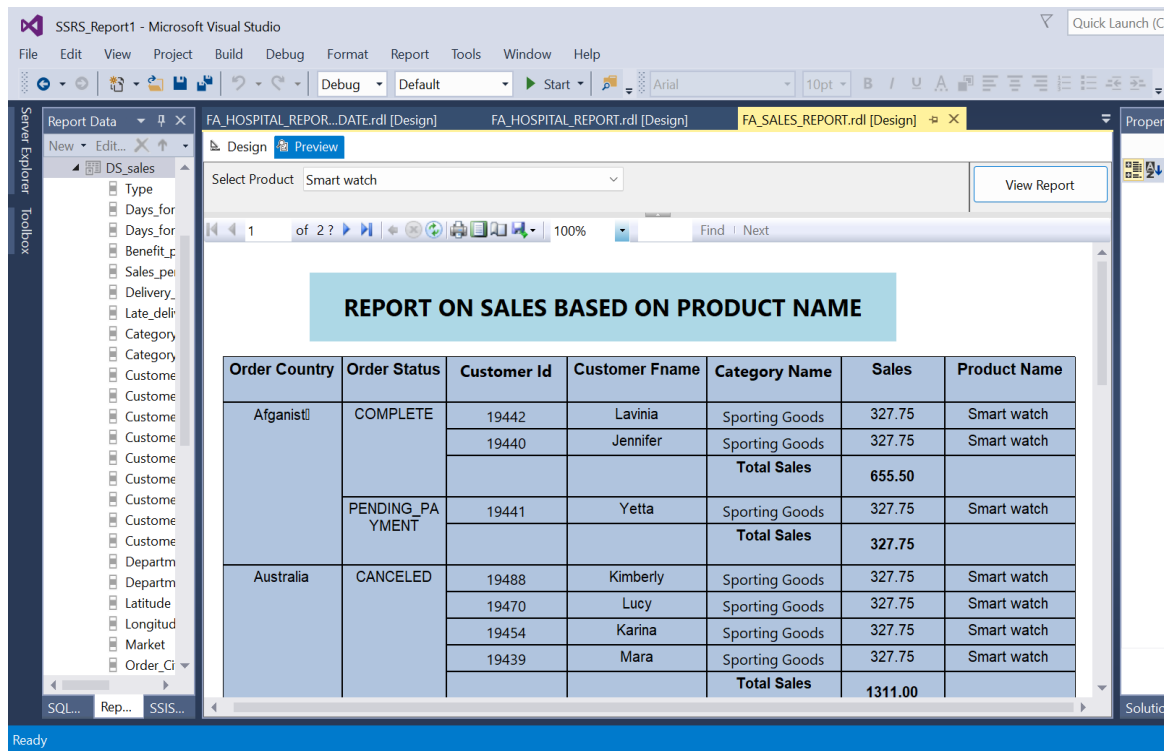 SSRS_Report1 - Microsoft Visual Studio
Quick Launch (C
File Edit View Project Build Debug Format Report Tools Window Help
Debug Default Start Arial 10pt B I U A
Server Explorer
Toolbox
Report Data
New Edit...
DS_sales
Type
Days_for
Days_for
Benefit_p
Sales_per
Delivery_
Late_deliv
Category
Category
Custome
Custome
Custome
Custome
Custome
Custome
Custome
Custome
Custome
Departm
Departm
Latitude
Longitud
Market
Order_Ci
SQL... Rep... SSIS...
FA_HOSPITAL_REPOR...DATE.rdl [Design] FA_HOSPITAL_REPORT.rdl [Design] FA_SALES_REPORT.rdl [Design]
Design Preview
Select Product Smart watch
View Report
1 of 2 ? 100% Find Next
REPORT ON SALES BASED ON PRODUCT NAME
Order Country Order Status Customer Id Customer Fname Category Name Sales Product Name
Afganist▯ COMPLETE 19442 Lavinia Sporting Goods 327.75 Smart watch
19440 Jennifer Sporting Goods 327.75 Smart watch
Total Sales 655.50
PENDING_PA
YMENT
19441 Yetta Sporting Goods 327.75 Smart watch
Total Sales 327.75
Australia CANCELED 19488 Kimberly Sporting Goods 327.75 Smart watch
19470 Lucy Sporting Goods 327.75 Smart watch
19454 Karina Sporting Goods 327.75 Smart watch
19439 Mara Sporting Goods 327.75 Smart watch
Total Sales 1311.00
Proper
Solutio
Ready